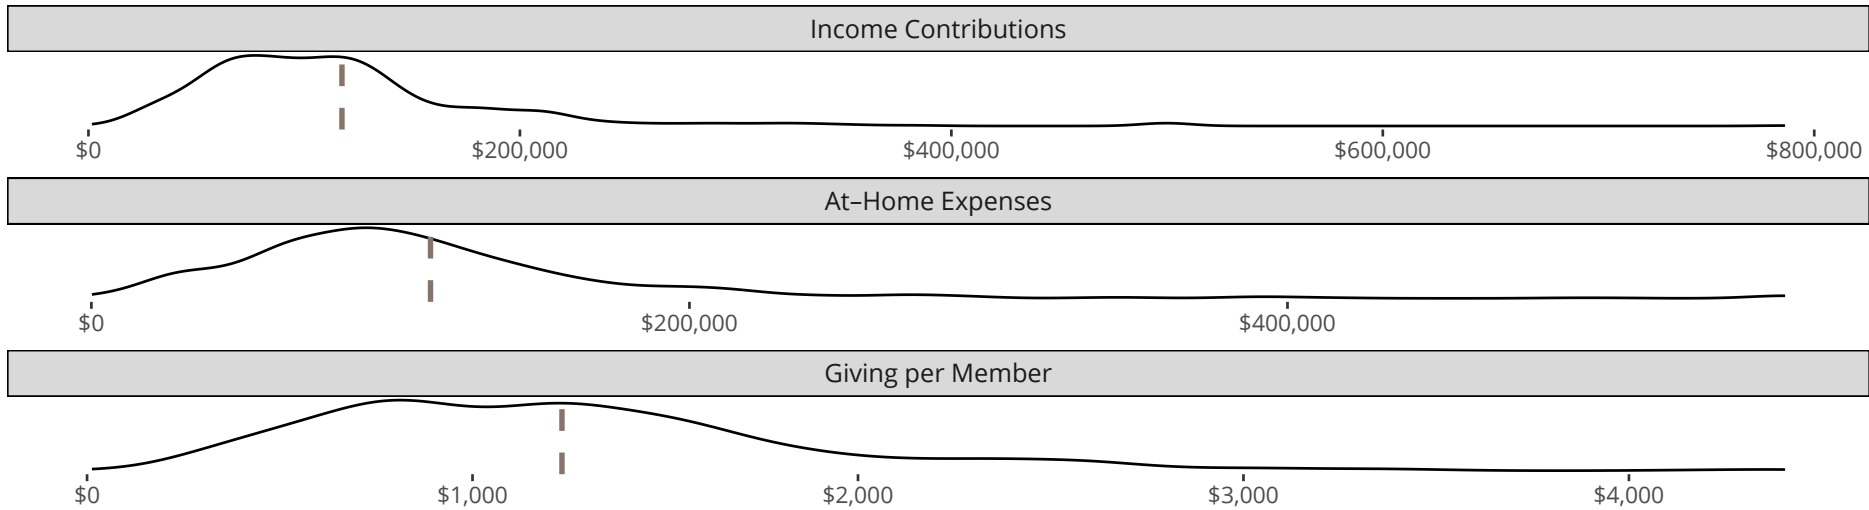 Income Contributions
$0 $200,000 $400,000 $600,000 $800,000
At–Home Expenses
$0 $200,000 $400,000
Giving per Member
$0 $1,000 $2,000 $3,000 $4,000